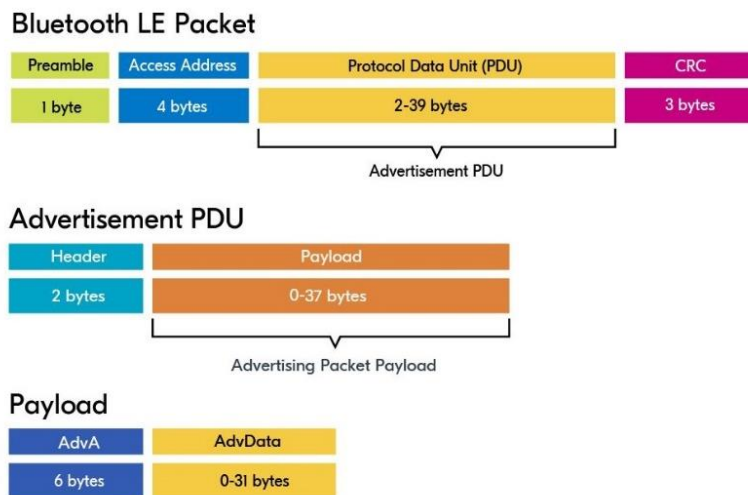 Bluetooth LE Packet
Preamble Access Address Protocol Data Unit (PDU) CRC
1 byte 4 bytes 2-39 bytes 3 bytes
Advertisement PDU
Advertisement PDU
Header Payload
2 bytes 0-37 bytes
Advertising Packet Payload
Payload
AdvA AdvData
6 bytes 0-31 bytes